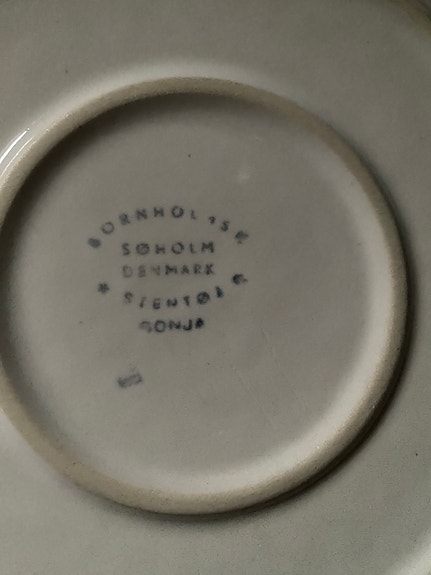 BORNHOLMSK
SØHOLM
DENMARK
* STENTØJ *
SONJA